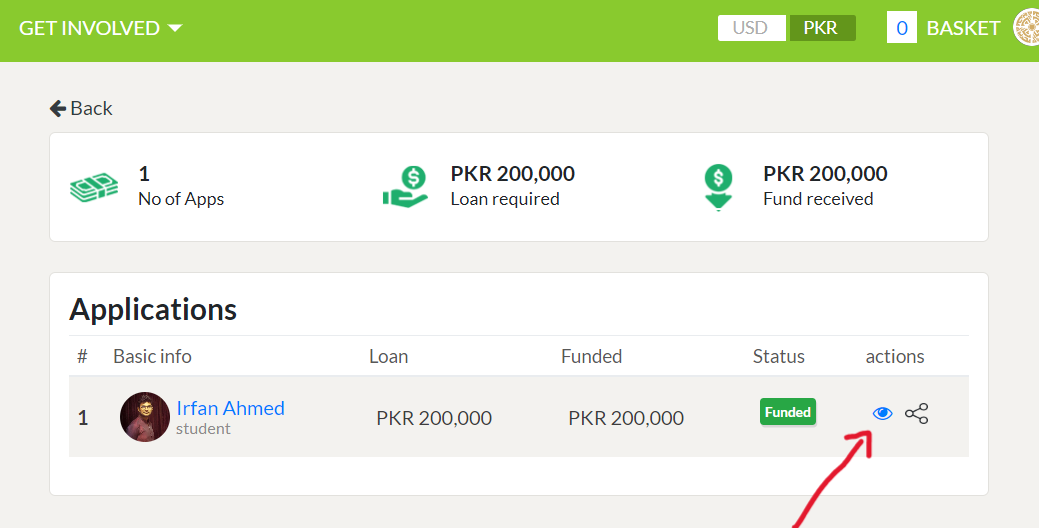 GET INVOLVED
USD PKR
0 BASKET
Back
1
No of Apps
PKR 200,000
Loan required
PKR 200,000
Fund received
Applications
# Basic info Loan Funded Status actions
1 Irfan Ahmed PKR 200,000 PKR 200,000 Funded
student